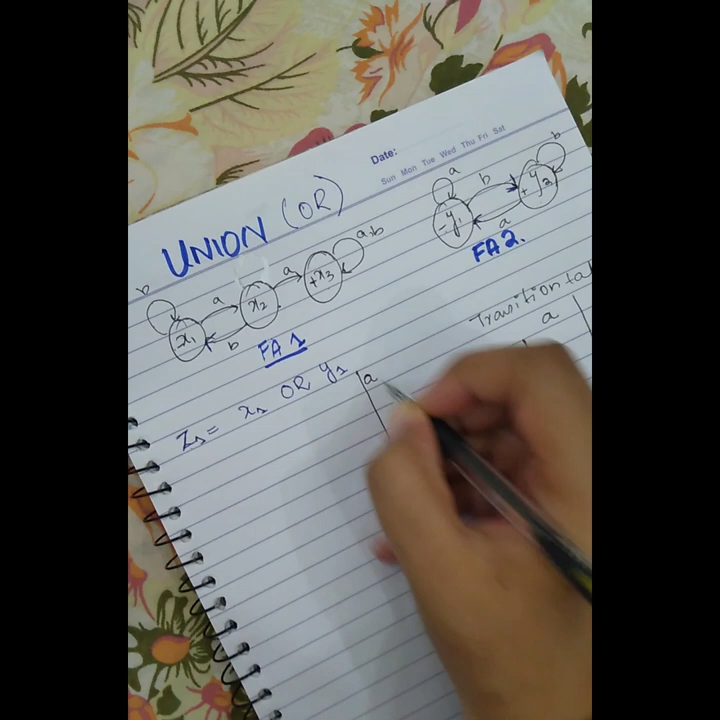 Date:
Sun Mon Tue Wed Thu Fri Sat
UNION (OR)
a
b
b
- y1
+ y2
a
FA 2.
b
a
a
a,b
x1
x2
+x3
b
FA 1
Transition ta
a
Z1 = x1 OR y1
a